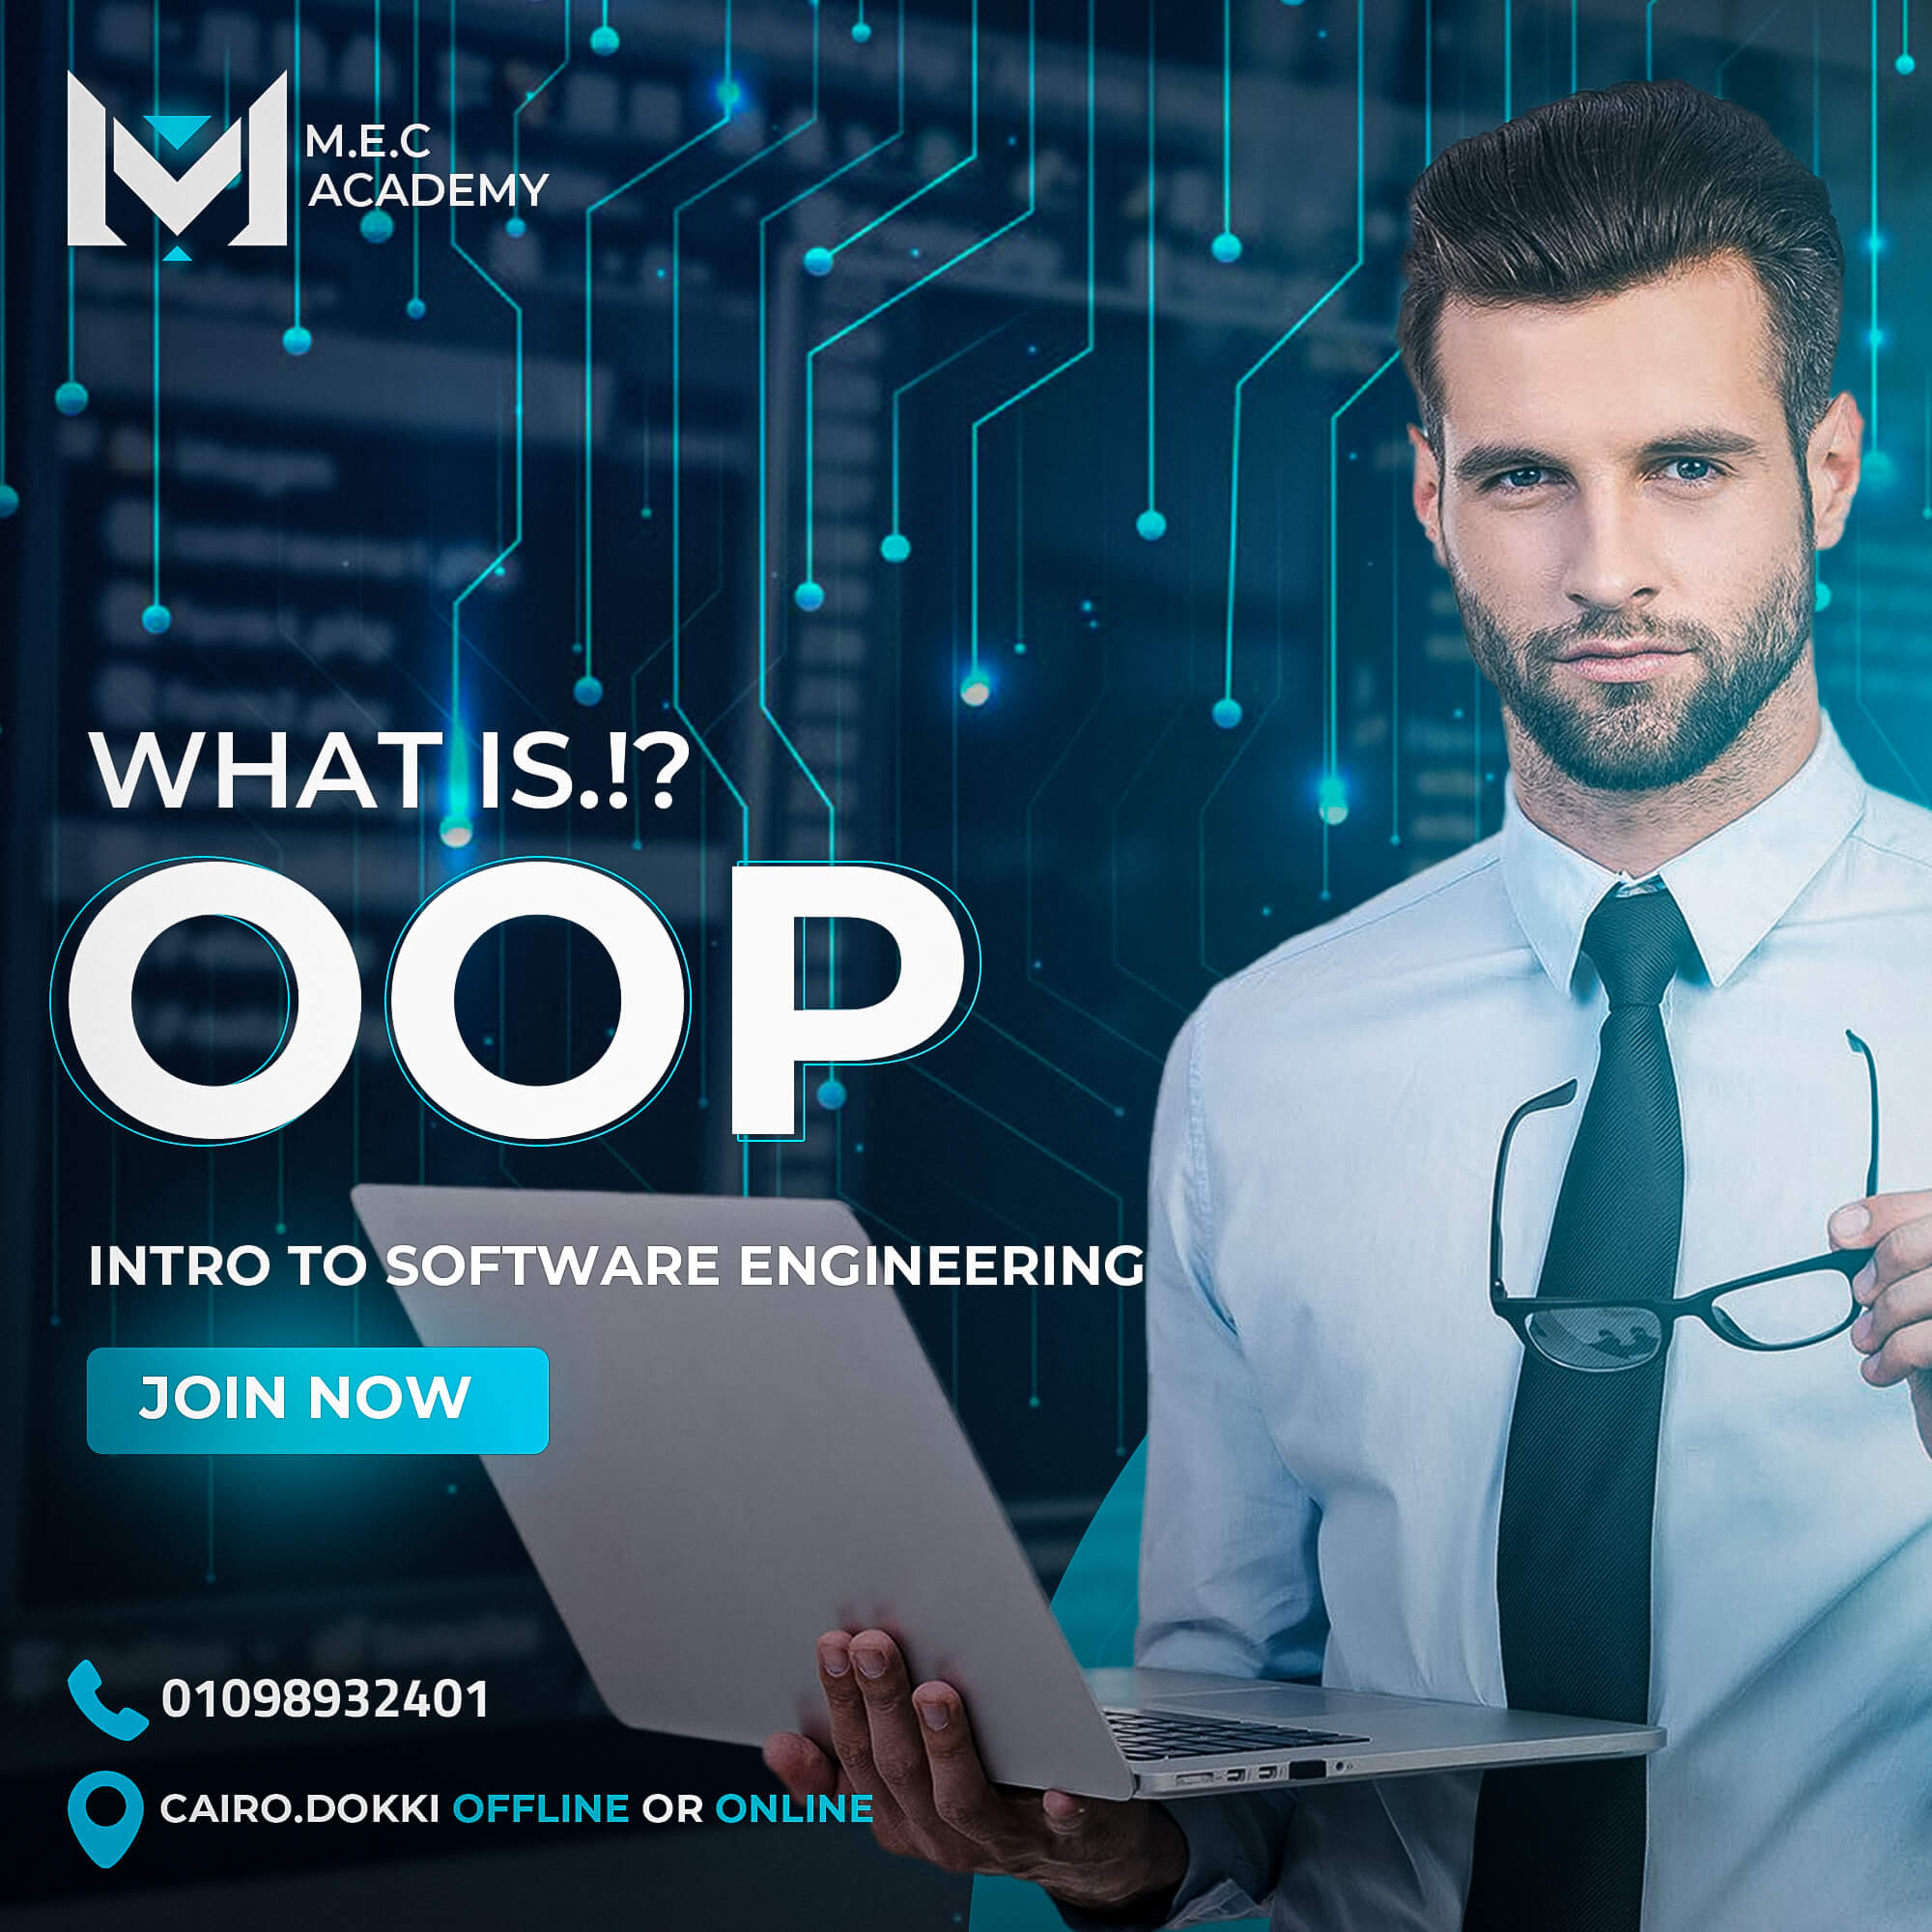 M.E.C
ACADEMY
WHAT IS.!?
OOP
INTRO TO SOFTWARE ENGINEERING
JOIN NOW
01098932401
CAIRO.DOKKI OFFLINE OR ONLINE